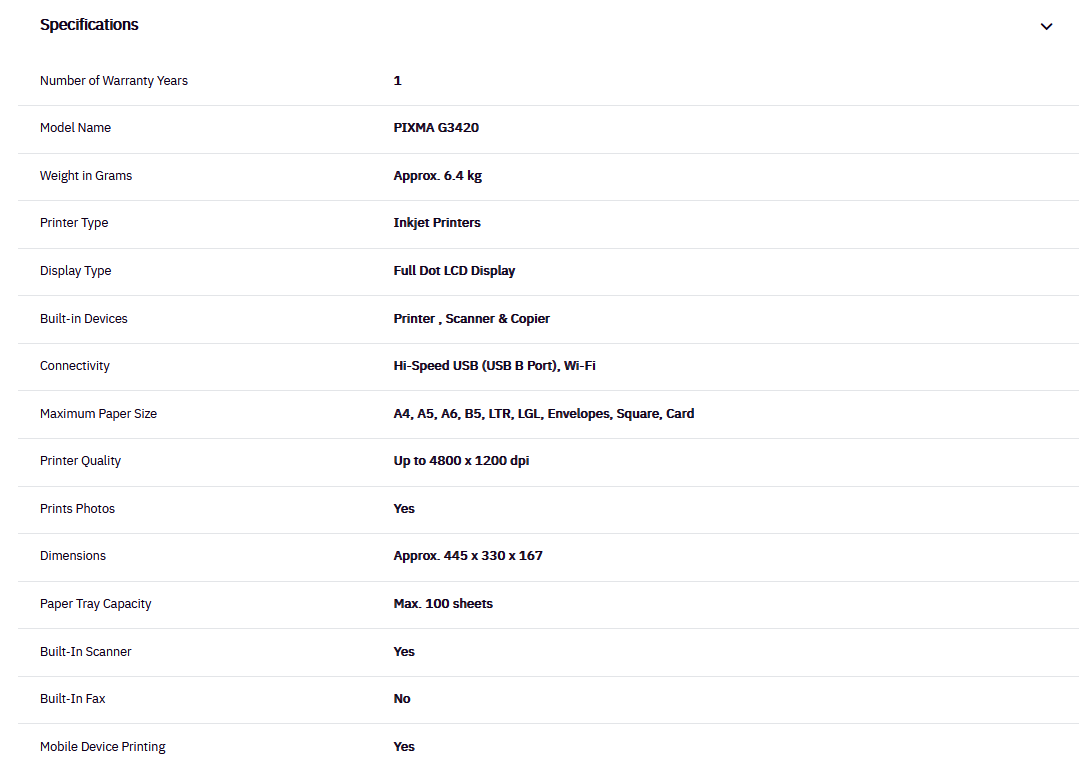 Specifications
Number of Warranty Years 1
Model Name PIXMA G3420
Weight in Grams Approx. 6.4 kg
Printer Type Inkjet Printers
Display Type Full Dot LCD Display
Built-in Devices Printer , Scanner & Copier
Connectivity Hi-Speed USB (USB B Port), Wi-Fi
Maximum Paper Size A4, A5, A6, B5, LTR, LGL, Envelopes, Square, Card
Printer Quality Up to 4800 x 1200 dpi
Prints Photos Yes
Dimensions Approx. 445 x 330 x 167
Paper Tray Capacity Max. 100 sheets
Built-In Scanner Yes
Built-In Fax No
Mobile Device Printing Yes